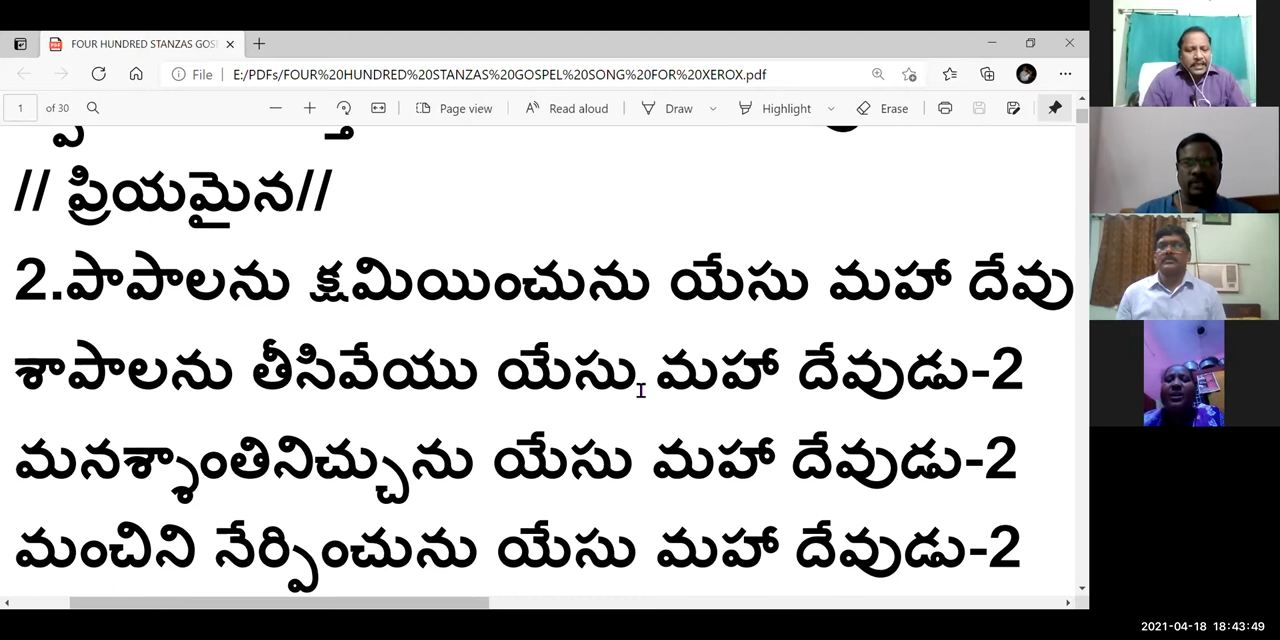 FOUR HUNDRED STANZAS GOS
File E:/PDFs/FOUR%20HUNDRED%20STANZAS%20GOSPEL%20SONG%20FOR%20XEROX.pdf
1 of 30 Page view Read aloud Draw Highlight Erase
// ప్రియమైన//
2.పాపాలను క్షమియించును యేసు మహా దేవు
శాపాలను తీసివేయు యేసు మహా దేవుడు-2
మనశ్శాంతినిచ్చును యేసు మహా దేవుడు-2
మంచిని నేర్పించును యేసు మహా దేవుడు-2
2021-04-18 18:43:49